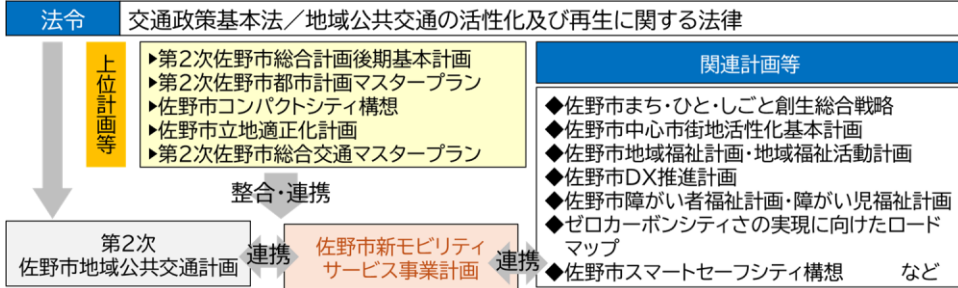 法令
交通政策基本法／地域公共交通の活性化及び再生に関する法律
上位計画等
▶第2次佐野市総合計画後期基本計画
▶第2次佐野市都市計画マスタープラン
▶佐野市コンパクトシティ構想
▶佐野市立地適正化計画
▶第2次佐野市総合交通マスタープラン
関連計画等
◆佐野市まち・ひと・しごと創生総合戦略
◆佐野市中心市街地活性化基本計画
◆佐野市地域福祉計画・地域福祉活動計画
◆佐野市DX推進計画
◆佐野市障がい者福祉計画・障がい児福祉計画
◆ゼロカーボンシティさの実現に向けたロード
マップ
◆佐野市スマートセーフシティ構想 など
整合・連携
第2次
佐野市地域公共交通計画
連携
佐野市新モビリティ
サービス事業計画
連携